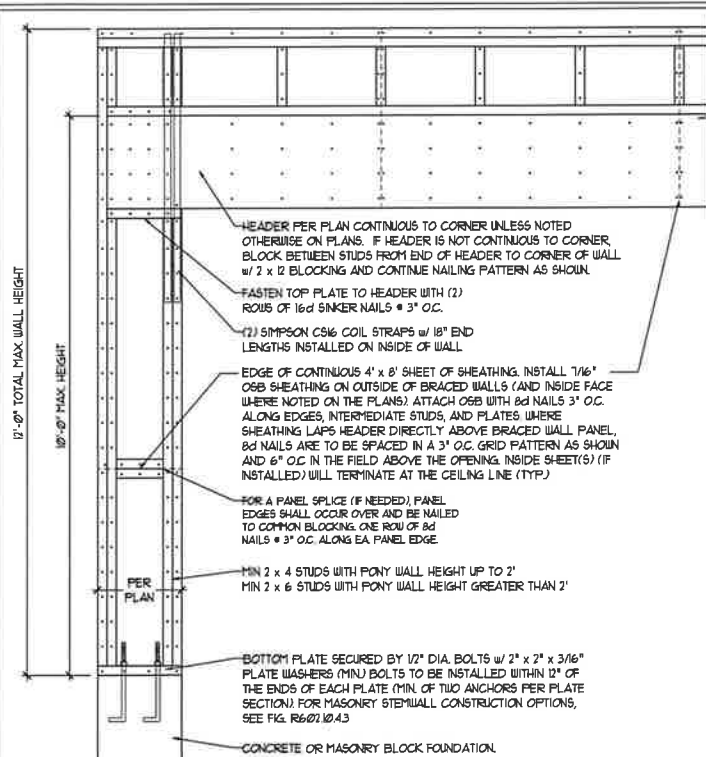 12'-0" TOTAL MAX. WALL HEIGHT
10'-0" MAX. HEIGHT
HEADER PER PLAN CONTINUOUS TO CORNER UNLESS NOTED
OTHERWISE ON PLANS. IF HEADER IS NOT CONTINUOUS TO CORNER,
BLOCK BETWEEN STUDS FROM END OF HEADER TO CORNER OF WALL
w/ 2 x 12 BLOCKING AND CONTINUE NAILING PATTERN AS SHOWN.
FASTEN TOP PLATE TO HEADER WITH (2)
ROWS OF 16d SINKER NAILS @ 3" O.C.
(2) SIMPSON CS16 COIL STRAPS w/ 18" END
LENGTHS INSTALLED ON INSIDE OF WALL
EDGE OF CONTINUOUS 4' x 8' SHEET OF SHEATHING. INSTALL 7/16"
OSB SHEATHING ON OUTSIDE OF BRACED WALLS (AND INSIDE FACE
WHERE NOTED ON THE PLANS). ATTACH OSB WITH 8d NAILS 3" O.C.
ALONG EDGES, INTERMEDIATE STUDS, AND PLATES. WHERE
SHEATHING LAPS HEADER DIRECTLY ABOVE BRACED WALL PANEL,
8d NAILS ARE TO BE SPACED IN A 3" O.C. GRID PATTERN AS SHOWN
AND 6" O.C. IN THE FIELD ABOVE THE OPENING. INSIDE SHEET(S) (IF
INSTALLED) WILL TERMINATE AT THE CEILING LINE (TYP.)
FOR A PANEL SPLICE (IF NEEDED), PANEL
EDGES SHALL OCCUR OVER AND BE NAILED
TO COMMON BLOCKING. ONE ROW OF 8d
NAILS @ 3" O.C. ALONG EA. PANEL EDGE.
MIN 2 x 4 STUDS WITH PONY WALL HEIGHT UP TO 2'
MIN 2 x 6 STUDS WITH PONY WALL HEIGHT GREATER THAN 2'
PER
PLAN
BOTTOM PLATE SECURED BY 1/2" DIA. BOLTS w/ 2" x 2" x 3/16"
PLATE WASHERS (MIN.) BOLTS TO BE INSTALLED WITHIN 12" OF
THE ENDS OF EACH PLATE (MIN. OF TWO ANCHORS PER PLATE
SECTION). FOR MASONRY STEMWALL CONSTRUCTION OPTIONS,
SEE FIG. R602.10.4.3
CONCRETE OR MASONRY BLOCK FOUNDATION.